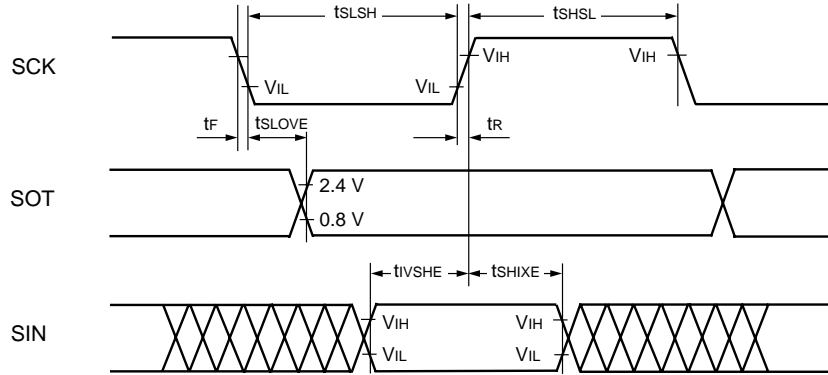 tSLSH
tSHSL
SCK
VIH
VIH
VIL
VIL
tF
tSLOVE
tR
SOT
2.4 V
0.8 V
tIVSHE
tSHIXE
SIN
VIH
VIH
VIL
VIL